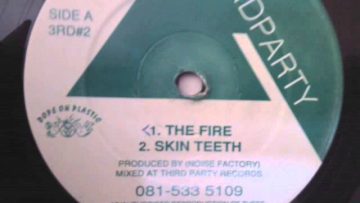 SIDE A
3RD#2
RDPARTY
DOPE ON PLASTIC
<1. THE FIRE
2. SKIN TEETH
PRODUCED BY (NOISE FACTORY)
MIXED AT THIRD PARTY RECORDS
081-533 5109